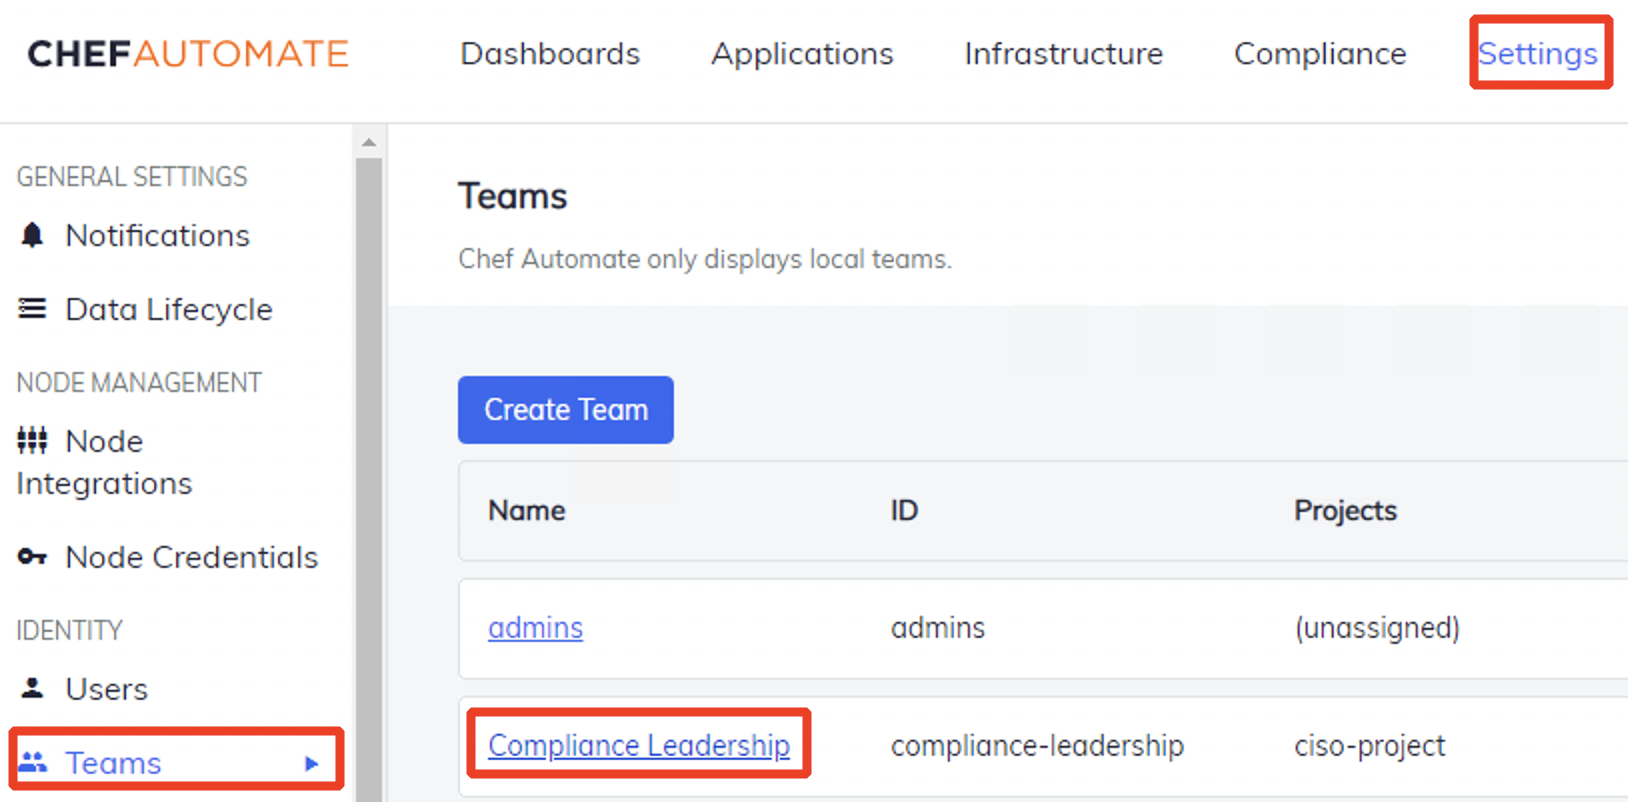 CHEFAUTOMATE Dashboards Applications Infrastructure Compliance Settings
GENERAL SETTINGS
Notifications
Data Lifecycle
NODE MANAGEMENT
Node
Integrations
Node Credentials
IDENTITY
Users
Teams
Teams
Chef Automate only displays local teams.
Create Team
Name ID Projects
admins admins (unassigned)
Compliance Leadership compliance-leadership ciso-project